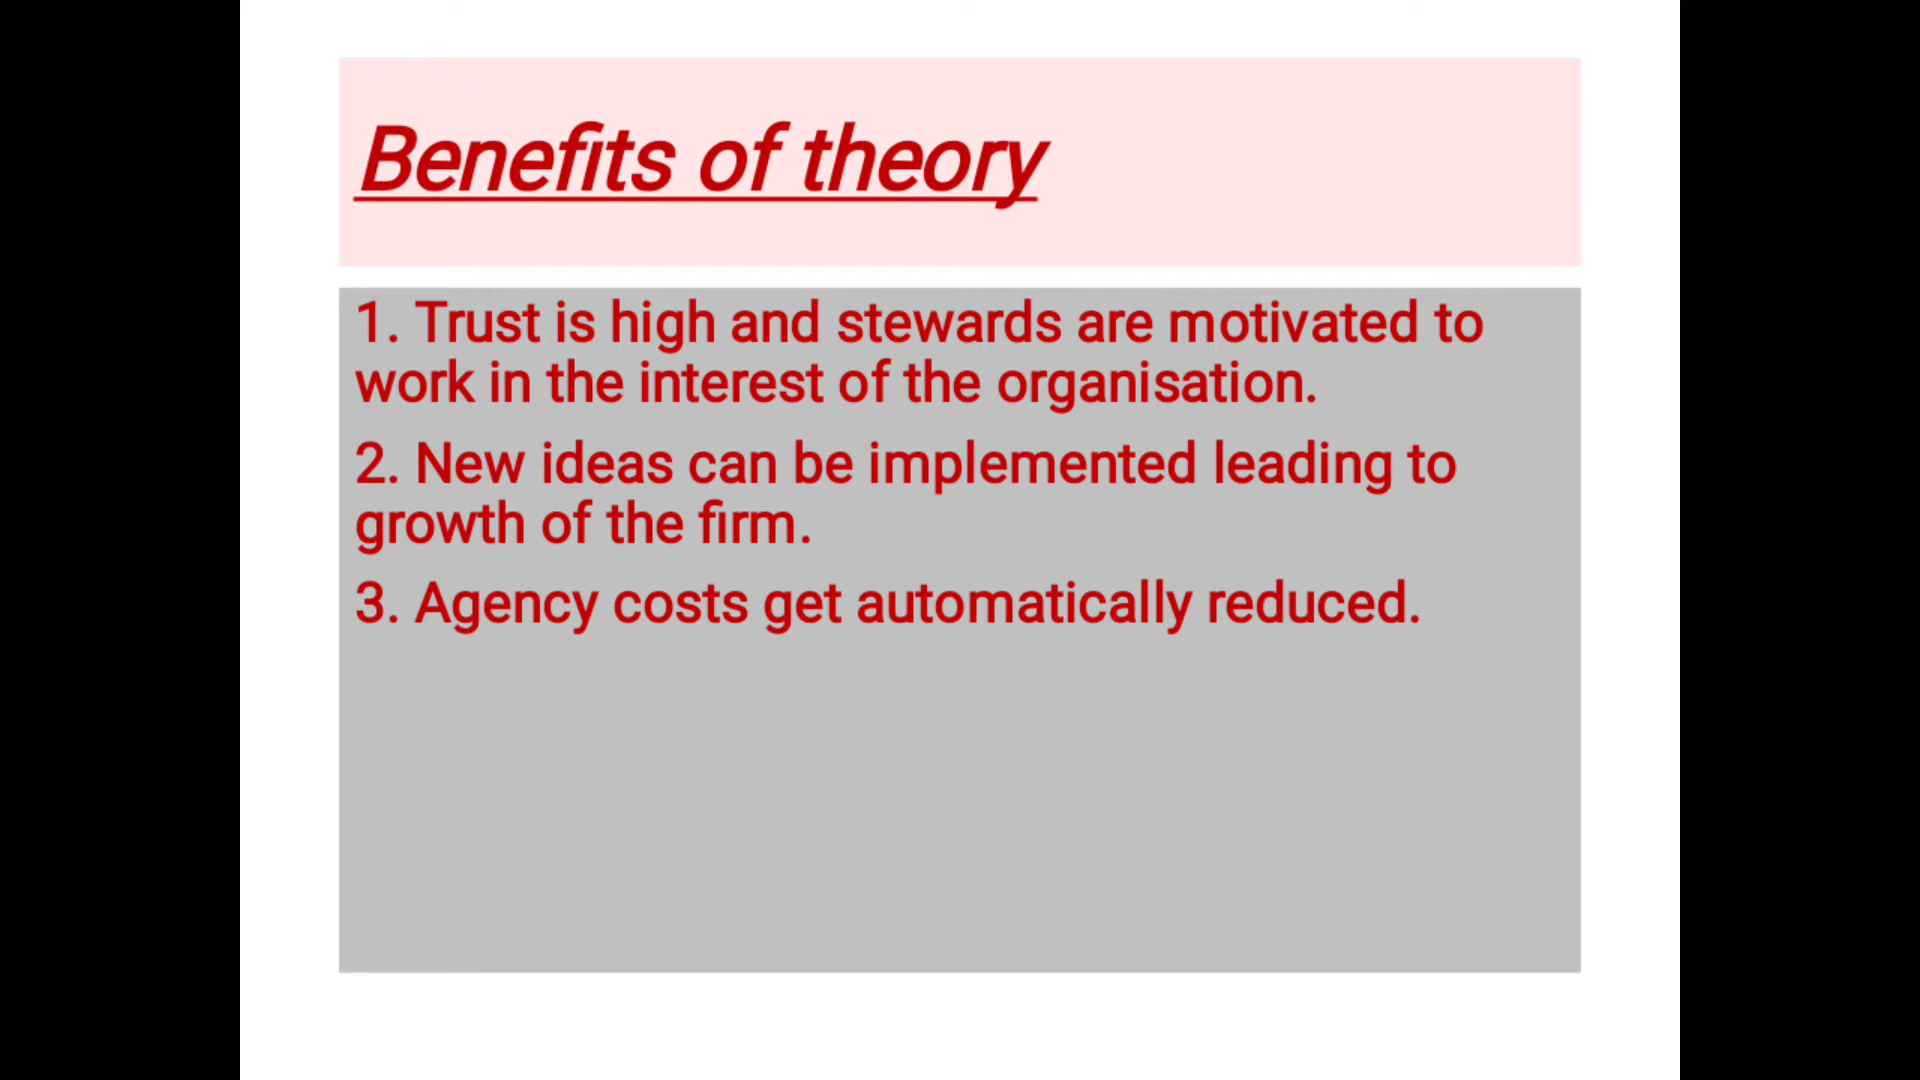 Benefits of theory
1. Trust is high and stewards are motivated to
work in the interest of the organisation.
2. New ideas can be implemented leading to
growth of the firm.
3. Agency costs get automatically reduced.